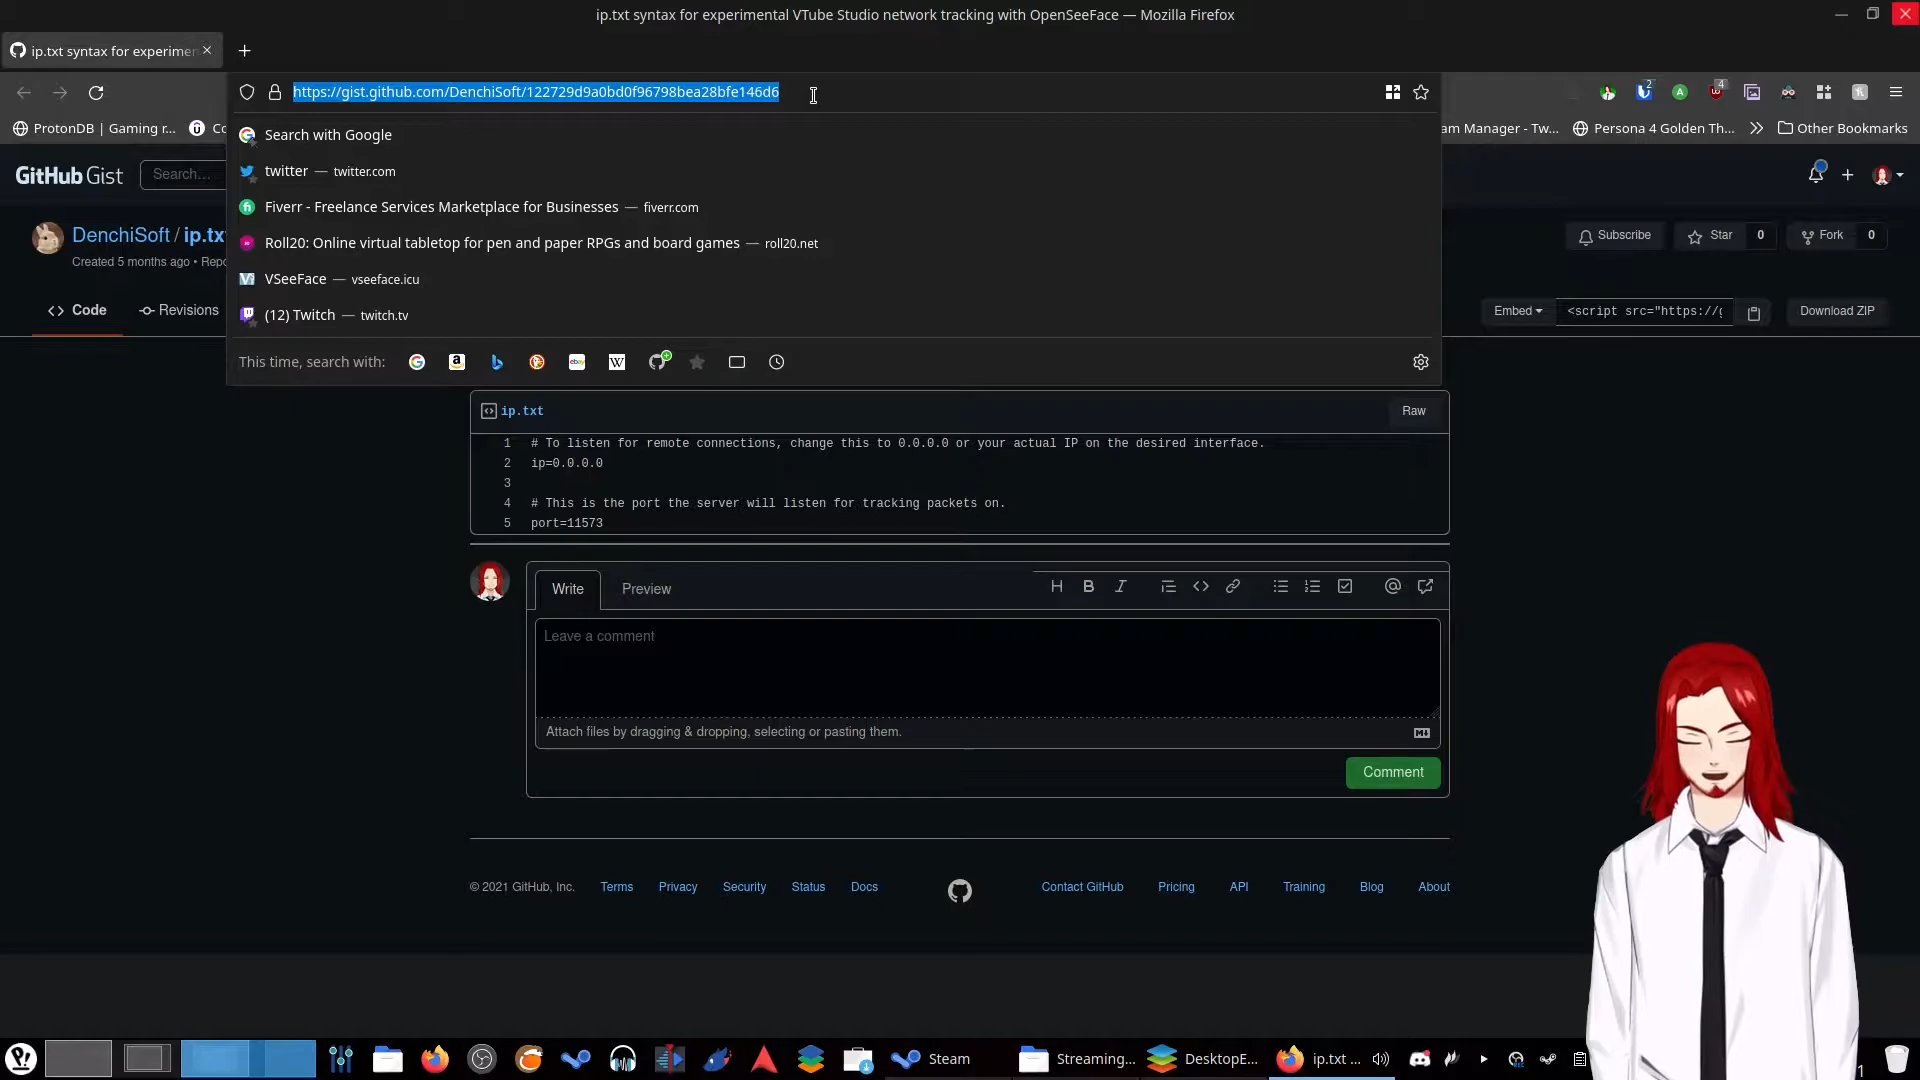 ip.txt syntax for experimental VTube Studio network tracking with OpenSeeFace — Mozilla Firefox
ip.txt syntax for experimen
https://gist.github.com/DenchiSoft/122729d9a0bd0f96798bea28bfe146d6
2
4
ProtonDB | Gaming r...
Search with Google
am Manager - Tw...
Persona 4 Golden Th...
Other Bookmarks
twitter — twitter.com
GitHub Gist
Search...
Fiverr - Freelance Services Marketplace for Businesses — fiverr.com
DenchiSoft / ip.tx
Roll20: Online virtual tabletop for pen and paper RPGs and board games — roll20.net
Subscribe
Star
0
Fork
0
Created 5 months ago • Repo
VSeeFace — vseeface.icu
Code
Revisions
(12) Twitch — twitch.tv
Embed
<script src="https://g
Download ZIP
This time, search with:
ip.txt
Raw
1 # To listen for remote connections, change this to 0.0.0.0 or your actual IP on the desired interface.
2 ip=0.0.0.0
3
4 # This is the port the server will listen for tracking packets on.
5 port=11573
Write
Preview
Leave a comment
Attach files by dragging & dropping, selecting or pasting them.
Comment
© 2021 GitHub, Inc.
Terms
Privacy
Security
Status
Docs
Contact GitHub
Pricing
API
Training
Blog
About
Steam
Streaming...
DesktopE...
ip.txt ...
1